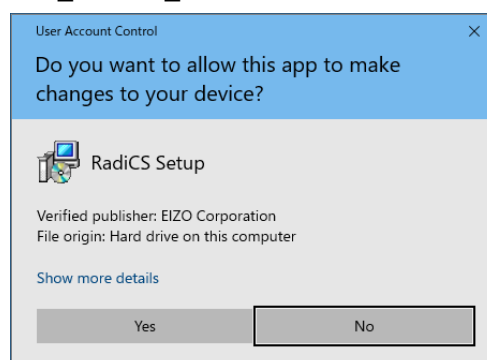 User Account Control
Do you want to allow this app to make
changes to your device?
RadiCS Setup
Verified publisher: EIZO Corporation
File origin: Hard drive on this computer
Show more details
Yes
No